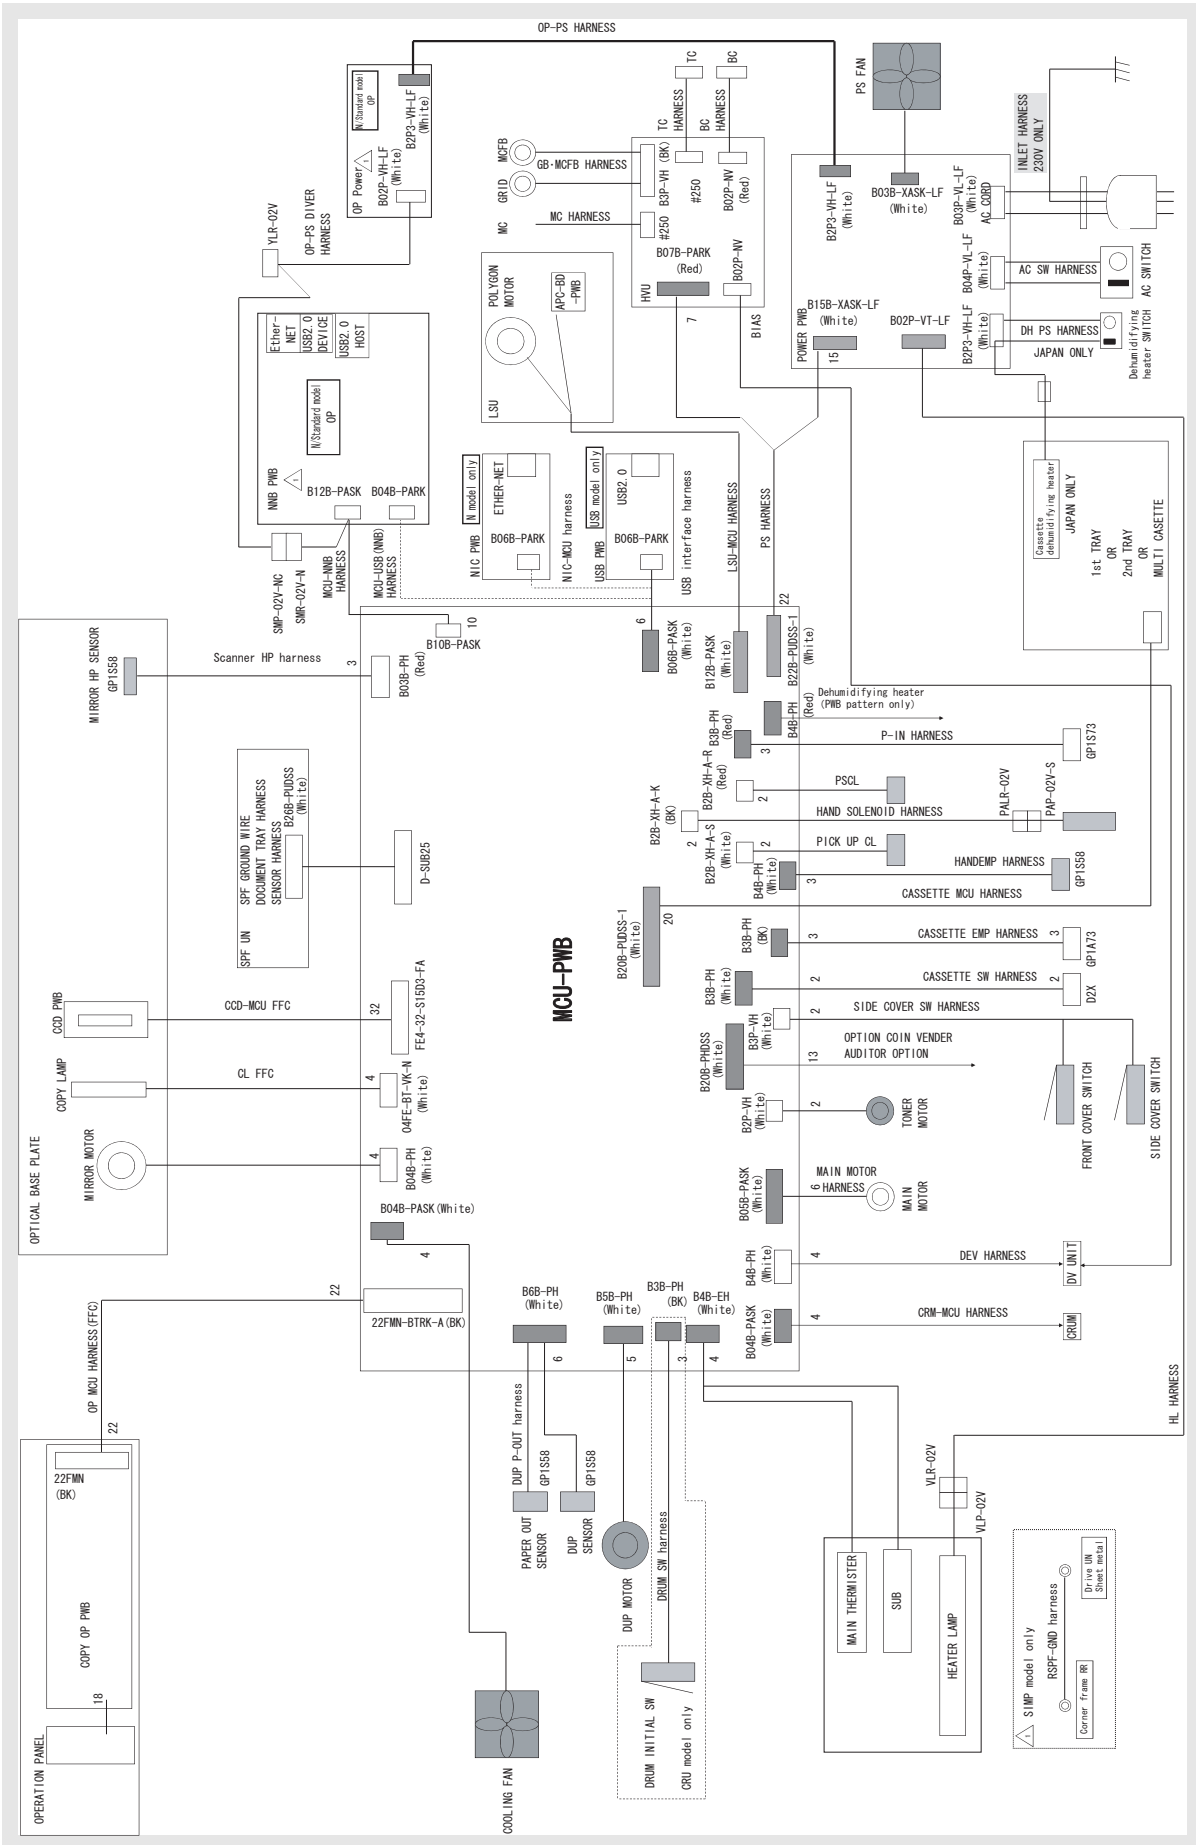 OP-PS HARNESS
N/Standard model
OP
B2P3-VH-LF
(White)
OP Power
1
B02P-VH-LF
(White)
YLR-02V
OP-PS DIVER
HARNESS
Ether-
NET
USB2.0
DEVICE
USB2.0
HOST
N/Standard model
OP
NNB PWB
1
B12B-PASK
B04B-PARK
SMP-02V-NC
SMR-02V-N
MCU-NNB
HARNESS
MCU-USB(NNB)
HARNESS
MCFB
GRID
MC
GB·MCFB HARNESS
MC HARNESS
B3P-VH (BK)
#250
#250
TC
TC
HARNESS
BC
BC
HARNESS
B02P-NV
(Red)
B07B-PARK
(Red)
B02P-NV
HVU
7
BIAS
POLYGON
MOTOR
APC-BD
-PWB
LSU
N model only
ETHER-NET
NIC PWB
B06B-PARK
NIC-MCU harness
USB model only
USB2.0
USB PWB
B06B-PARK
USB interface harness
LSU-MCU HARNESS
PS HARNESS
PS FAN
B2P3-VH-LF
(White)
B03B-XASK-LF
(White)
INLET HARNESS
230V ONLY
B03P-VL-LF
(White)
AC CORD
B04P-VL-LF
(White)
AC SW HARNESS
AC SWITCH
B15B-XASK-LF
(White)
POWER PWB
15
B02P-VT-LF
B2P3-VH-LF
(White)
DH PS HARNESS
JAPAN ONLY
Dehumidifying
heater SWITCH
Cassette
dehumidifying heater
JAPAN ONLY
1st TRAY
OR
2nd TRAY
OR
MULTI CASETTE
OPTICAL BASE PLATE
MIRROR HP SENSOR
GP1S58
Scanner HP harness
3
B03B-PH
(Red)
B10B-PASK
10
6
B06B-PASK
(White)
B12B-PASK
(White)
B22B-PUDSS-1
(White)
22
SPF UN
SPF GROUND WIRE
DOCUMENT TRAY HARNESS
SENSOR HARNESS
B26B-PUDSS
(White)
D-SUB25
CCD PWB
CCD-MCU FFC
32
FE4-32-S15D3-FA
COPY LAMP
CL FFC
4
04FE-BT-VK-N
(White)
MIRROR MOTOR
4
B04B-PH
(White)
MCU-PWB
B4B-PH
(Red)
Dehumidifying heater
(PWB pattern only)
B3B-PH
(Red)
3
P-IN HARNESS
GP1S73
B2B-XH-A-R
(Red)
2
PSCL
B2B-XH-A-K
(BK)
2
HAND SOLENOID HARNESS
PALR-02V
PAP-02V-S
B2B-XH-A-S
2
PICK UP CL
B4B-PH
(White)
3
HANDEMP HARNESS
GP1S58
B20B-PUDSS-1
(White)
20
CASSETTE MCU HARNESS
B3B-PH
(BK)
3
CASSETTE EMP HARNESS
3
GP1A73
B3B-PH
(White)
2
CASSETTE SW HARNESS
2
D2X
B3P-VH
(White)
2
SIDE COVER SW HARNESS
FRONT COVER SWITCH
SIDE COVER SWITCH
B20B-PHDSS
(White)
13
OPTION COIN VENDER
AUDITOR OPTION
B2P-VH
(White)
2
TONER
MOTOR
B05B-PASK
(White)
6
MAIN MOTOR
HARNESS
MAIN
MOTOR
B4B-PH
(White)
4
DEV HARNESS
DV UNIT
B04B-PASK
(White)
4
CRM-MCU HARNESS
CRUM
B04B-PASK(White)
4
22
22FMN-BTRK-A(BK)
OP MCU HARNESS(FFC)
22
22FMN
(BK)
COPY OP PWB
18
OPERATION PANEL
COOLING FAN
B6B-PH
(White)
6
DUP P-OUT harness
GP1S58
PAPER OUT
SENSOR
GP1S58
DUP
SENSOR
B5B-PH
(White)
5
DUP MOTOR
B3B-PH
(BK)
3
DRUM SW harness
DRUM INITIAL SW
CRU model only
B4B-EH
(White)
4
MAIN THERMISTER
SUB
HEATER LAMP
VLR-02V
VLP-02V
HL HARNESS
1
SIMP model only
RSPF-GND harness
Corner frame RR
Drive UN
Sheet metal